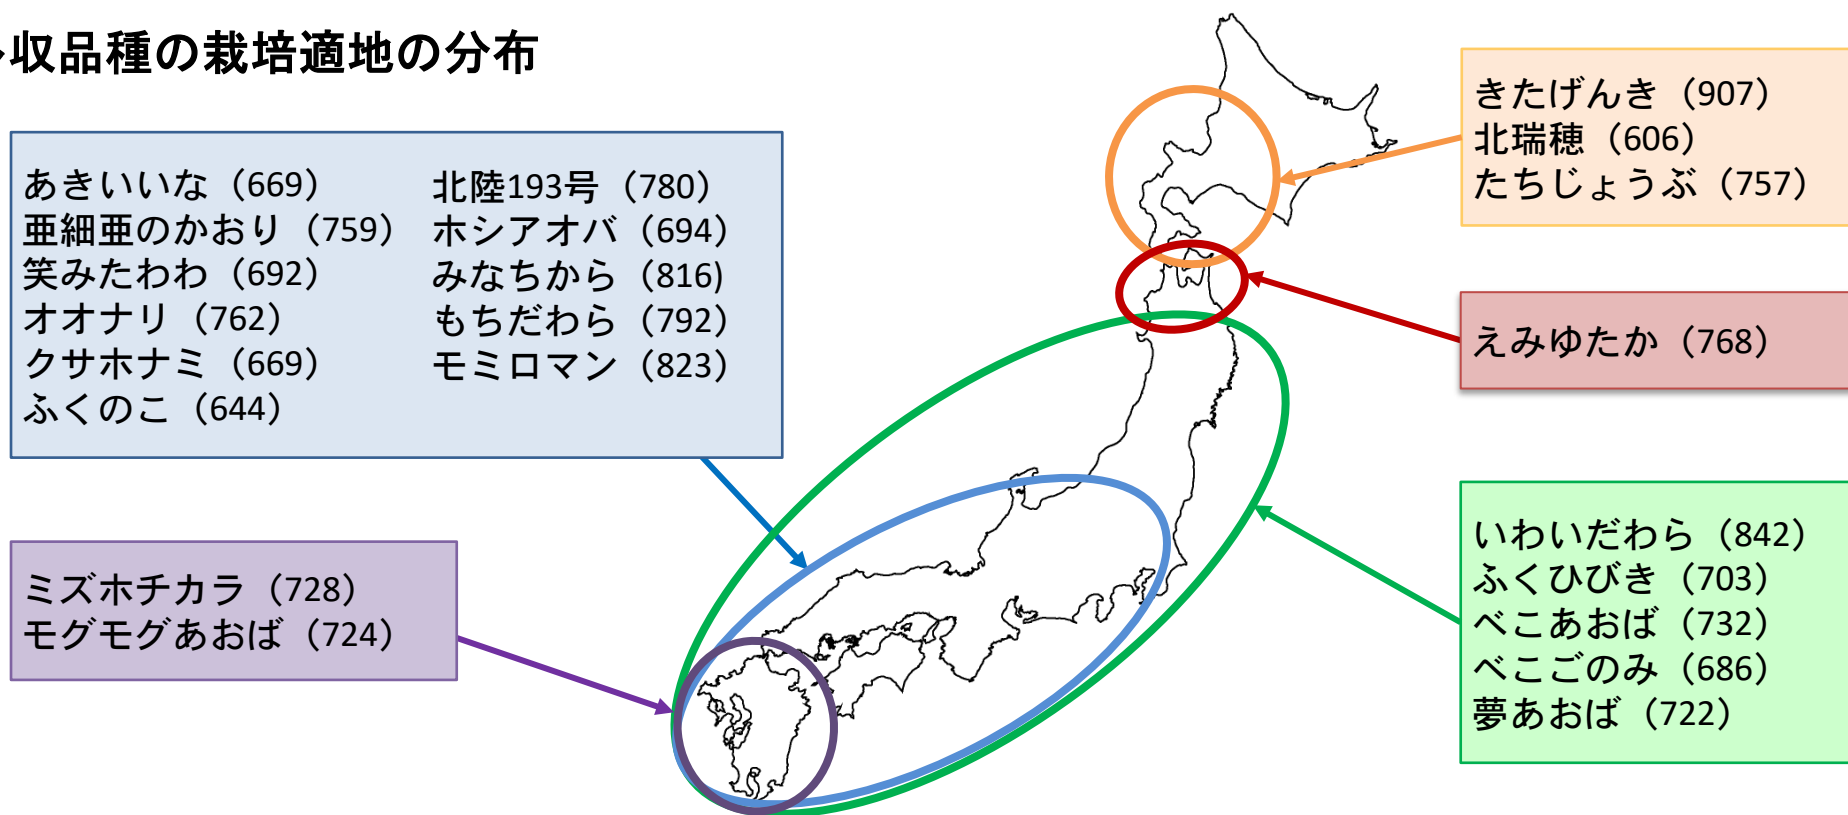 収品種の栽培適地の分布
あきいいな（669）
亜細亜のかおり（759）
笑みたわわ（692）
オオナリ（762）
クサホナミ（669）
ふくのこ（644）
北陸193号（780）
ホシアオバ（694）
みなちから（816)
もちだわら（792）
モミロマン（823）
ミズホチカラ（728）
モグモグあおば（724）
きたげんき（907）
北瑞穂（606）
たちじょうぶ（757）
えみゆたか（768）
いわいだわら（842）
ふくひびき（703）
べこあおば（732）
べこごのみ（686）
夢あおば（722）